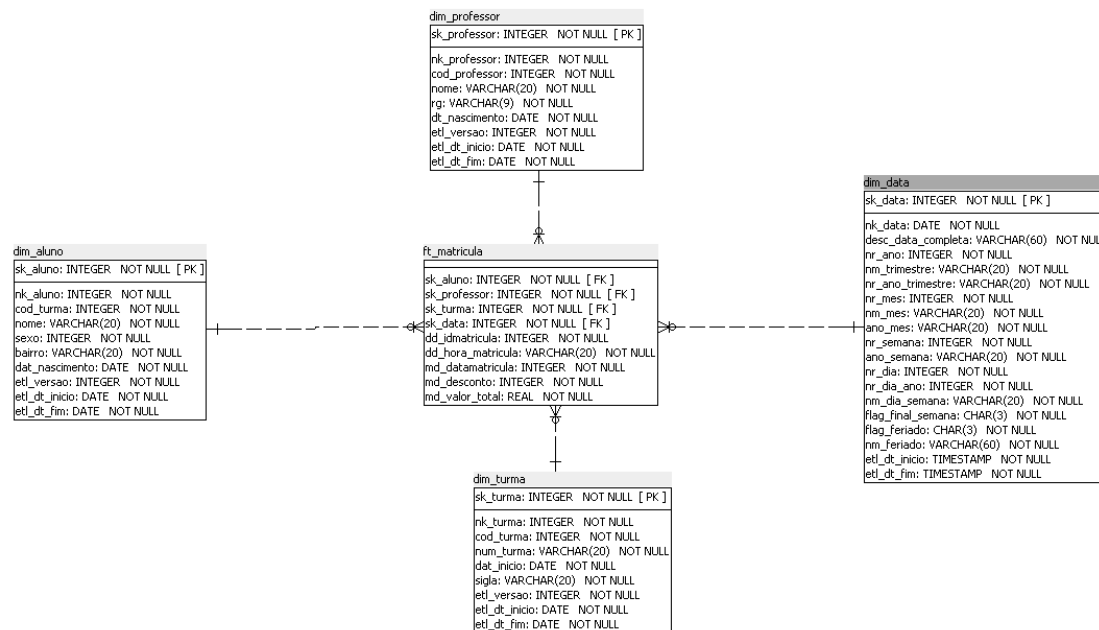 dim_professor
sk_professor: INTEGER NOT NULL [ PK ]
nk_professor: INTEGER NOT NULL
cod_professor: INTEGER NOT NULL
nome: VARCHAR(20) NOT NULL
rg: VARCHAR(9) NOT NULL
dt_nascimento: DATE NOT NULL
etl_versao: INTEGER NOT NULL
etl_dt_inicio: DATE NOT NULL
etl_dt_fim: DATE NOT NULL
dim_aluno
sk_aluno: INTEGER NOT NULL [ PK ]
nk_aluno: INTEGER NOT NULL
cod_turma: INTEGER NOT NULL
nome: VARCHAR(20) NOT NULL
sexo: INTEGER NOT NULL
bairro: VARCHAR(20) NOT NULL
dat_nascimento: DATE NOT NULL
etl_versao: INTEGER NOT NULL
etl_dt_inicio: DATE NOT NULL
etl_dt_fim: DATE NOT NULL
ft_matricula
sk_aluno: INTEGER NOT NULL [ FK ]
sk_professor: INTEGER NOT NULL [ FK ]
sk_turma: INTEGER NOT NULL [ FK ]
sk_data: INTEGER NOT NULL [ FK ]
dd_idmatricula: INTEGER NOT NULL
dd_hora_matricula: VARCHAR(20) NOT NULL
md_datamatricula: INTEGER NOT NULL
md_desconto: INTEGER NOT NULL
md_valor_total: REAL NOT NULL
dim_data
sk_data: INTEGER NOT NULL [ PK ]
nk_data: DATE NOT NULL
desc_data_completa: VARCHAR(60) NOT NULL
nr_ano: INTEGER NOT NULL
nm_trimestre: VARCHAR(20) NOT NULL
nr_ano_trimestre: VARCHAR(20) NOT NULL
nr_mes: INTEGER NOT NULL
nm_mes: VARCHAR(20) NOT NULL
ano_mes: VARCHAR(20) NOT NULL
nr_semana: INTEGER NOT NULL
ano_semana: VARCHAR(20) NOT NULL
nr_dia: INTEGER NOT NULL
nr_dia_ano: INTEGER NOT NULL
nm_dia_semana: VARCHAR(20) NOT NULL
flag_final_semana: CHAR(3) NOT NULL
flag_feriado: CHAR(3) NOT NULL
nm_feriado: VARCHAR(60) NOT NULL
etl_dt_inicio: TIMESTAMP NOT NULL
etl_dt_fim: TIMESTAMP NOT NULL
dim_turma
sk_turma: INTEGER NOT NULL [ PK ]
nk_turma: INTEGER NOT NULL
cod_turma: INTEGER NOT NULL
num_turma: VARCHAR(20) NOT NULL
dat_inicio: DATE NOT NULL
sigla: VARCHAR(20) NOT NULL
etl_versao: INTEGER NOT NULL
etl_dt_inicio: DATE NOT NULL
etl_dt_fim: DATE NOT NULL